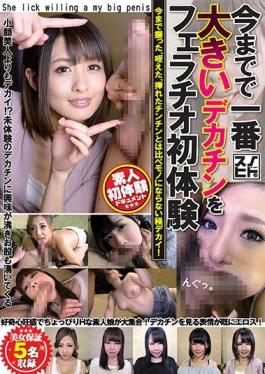 She lick willing a my big penis
今まで一番
大きいデカチンを
フェラチオ初体験
今まで握った、咥えた、挿れたチンチンとは比べモノにならない極デカイ!
小顔美人よりもデカイ!?未体験の
デカチンに興味が沸きお股も濡いてくる
素人
初体験
ドキュメント
★★★
んぐっ。
好奇心旺盛でちょっぴりHな素人娘が大集合!デカチンを見る表情が既にエロス!
★★★
美女保証
5名
収録
★★★